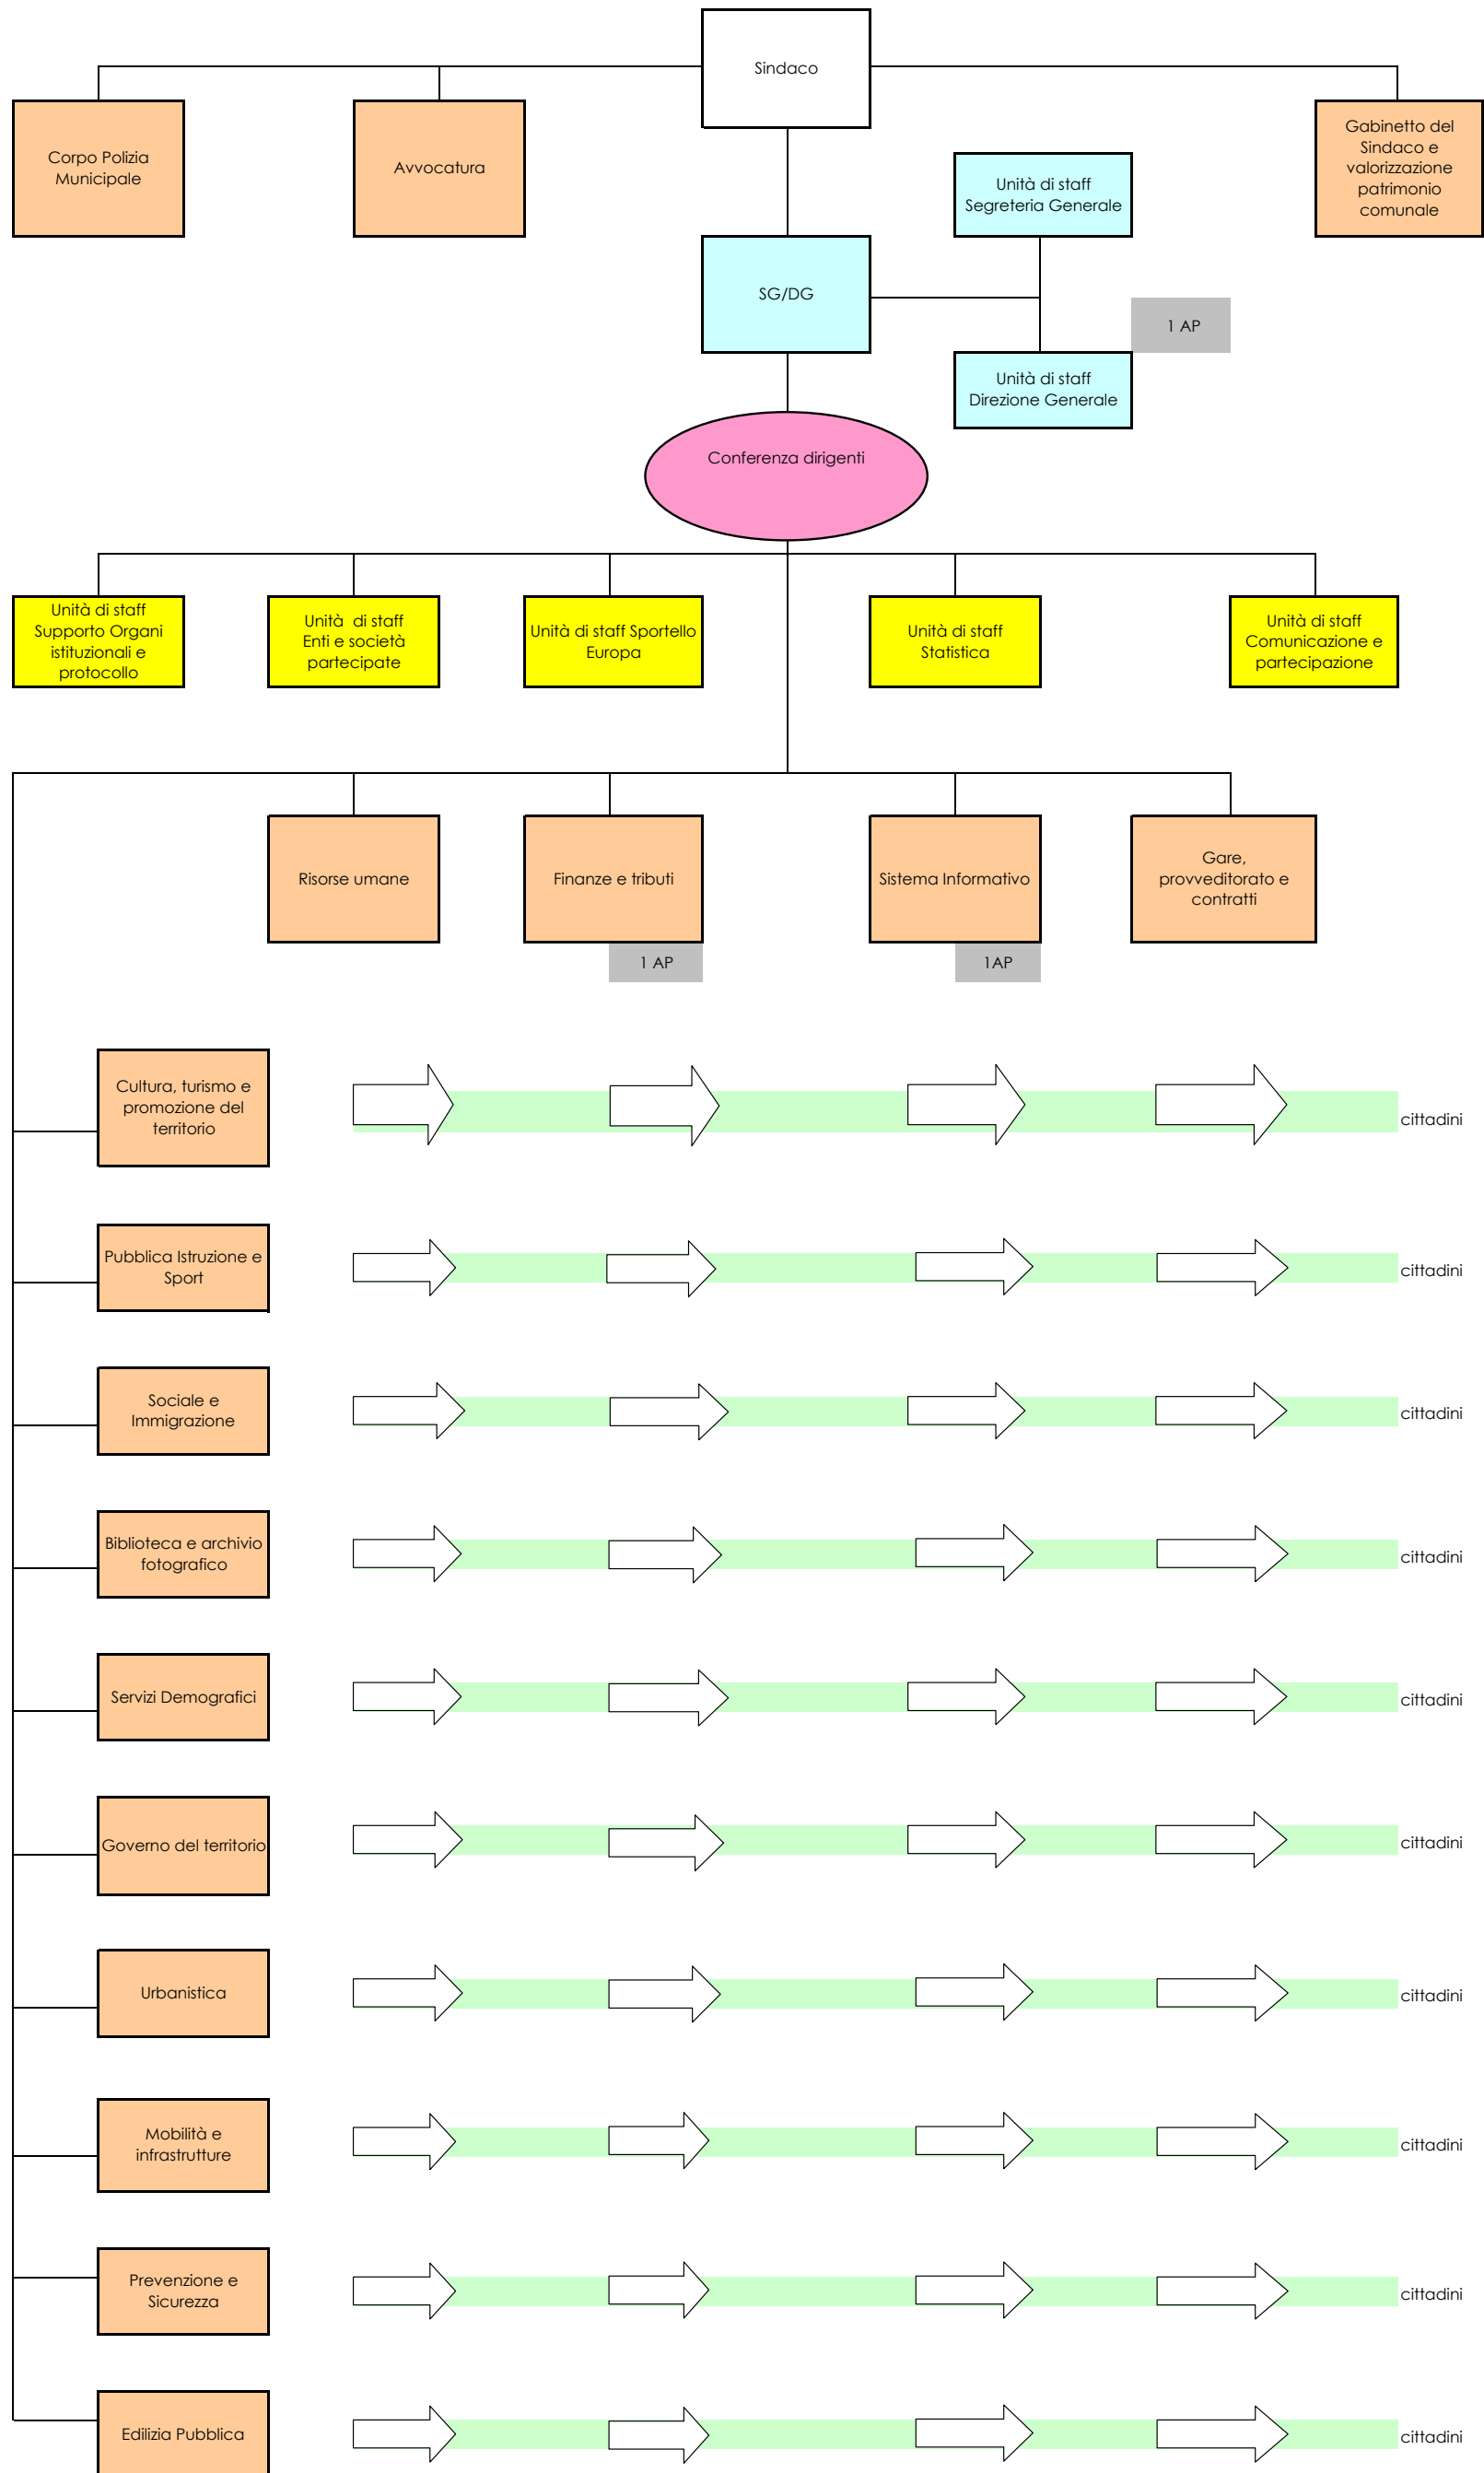 Sindaco
Corpo Polizia
Municipale
Avvocatura
Gabinetto del
Sindaco e
valorizzazione
patrimonio
comunale
Unità di staff
Segreteria Generale
SG/DG
1 AP
Unità di staff
Direzione Generale
Conferenza dirigenti
Unità di staff
Supporto Organi
istituzionali e
protocollo
Unità di staff
Enti e società
partecipate
Unità di staff Sportello
Europa
Unità di staff
Statistica
Unità di staff
Comunicazione e
partecipazione
Risorse umane
Finanze e tributi
Sistema Informativo
Gare,
provveditorato e
contratti
1 AP
1AP
Cultura, turismo e
promozione del
territorio
cittadini
Pubblica Istruzione e
Sport
cittadini
Sociale e
Immigrazione
cittadini
Biblioteca e archivio
fotografico
cittadini
Servizi Demografici
cittadini
Governo del territorio
cittadini
Urbanistica
cittadini
Mobilità e
infrastrutture
cittadini
Prevenzione e
Sicurezza
cittadini
Edilizia Pubblica
cittadini